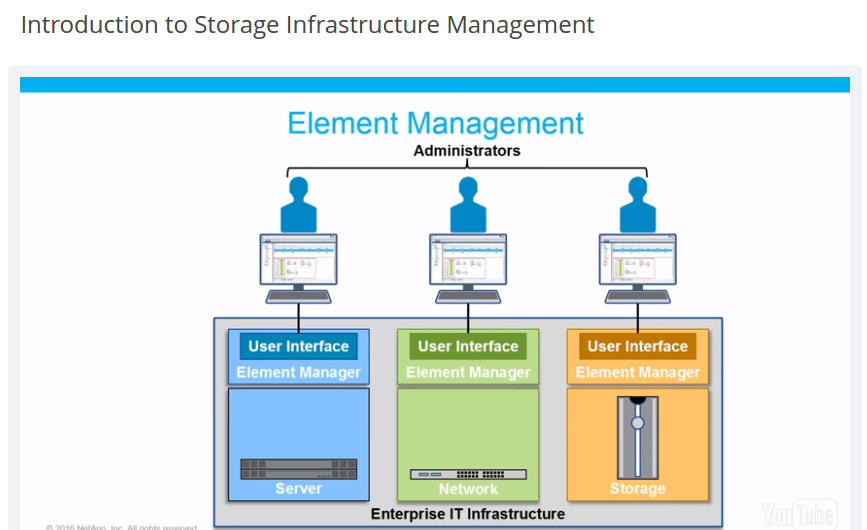 Introduction to Storage Infrastructure Management
Element Management
Administrators
User Interface
Element Manager
User Interface
Element Manager
User Interface
Element Manager
Server
Network
Storage
Enterprise IT Infrastructure
© 2016 NetApp, Inc. All rights reserved.
YouTube